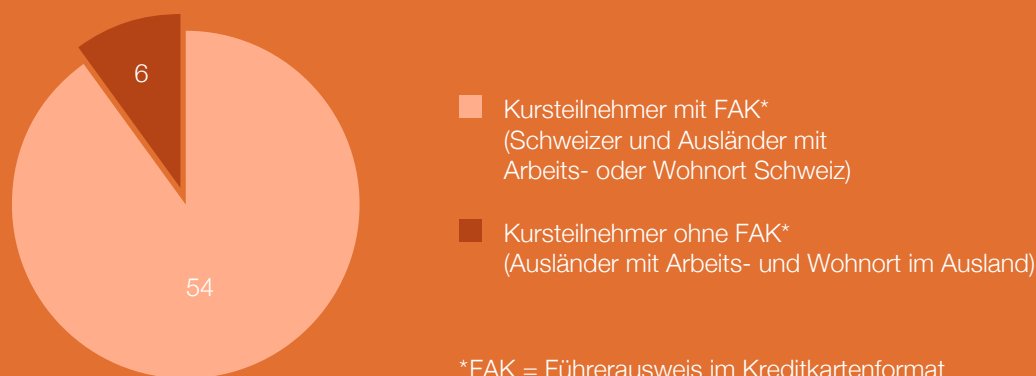 6
54
Kursteilnehmer mit FAK*
(Schweizer und Ausländer mit
Arbeits- oder Wohnort Schweiz)
Kursteilnehmer ohne FAK*
(Ausländer mit Arbeits- und Wohnort im Ausland)
*FAK = Führerausweis im Kreditkartenformat